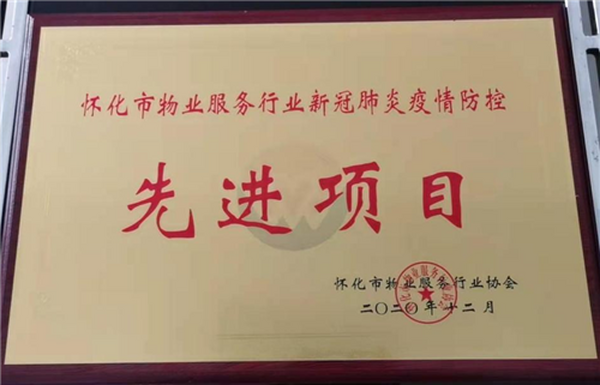 怀化市物业服务行业新冠肺炎疫情防控
先进项目
怀化市物业服务行业协会
二〇二〇年十二月